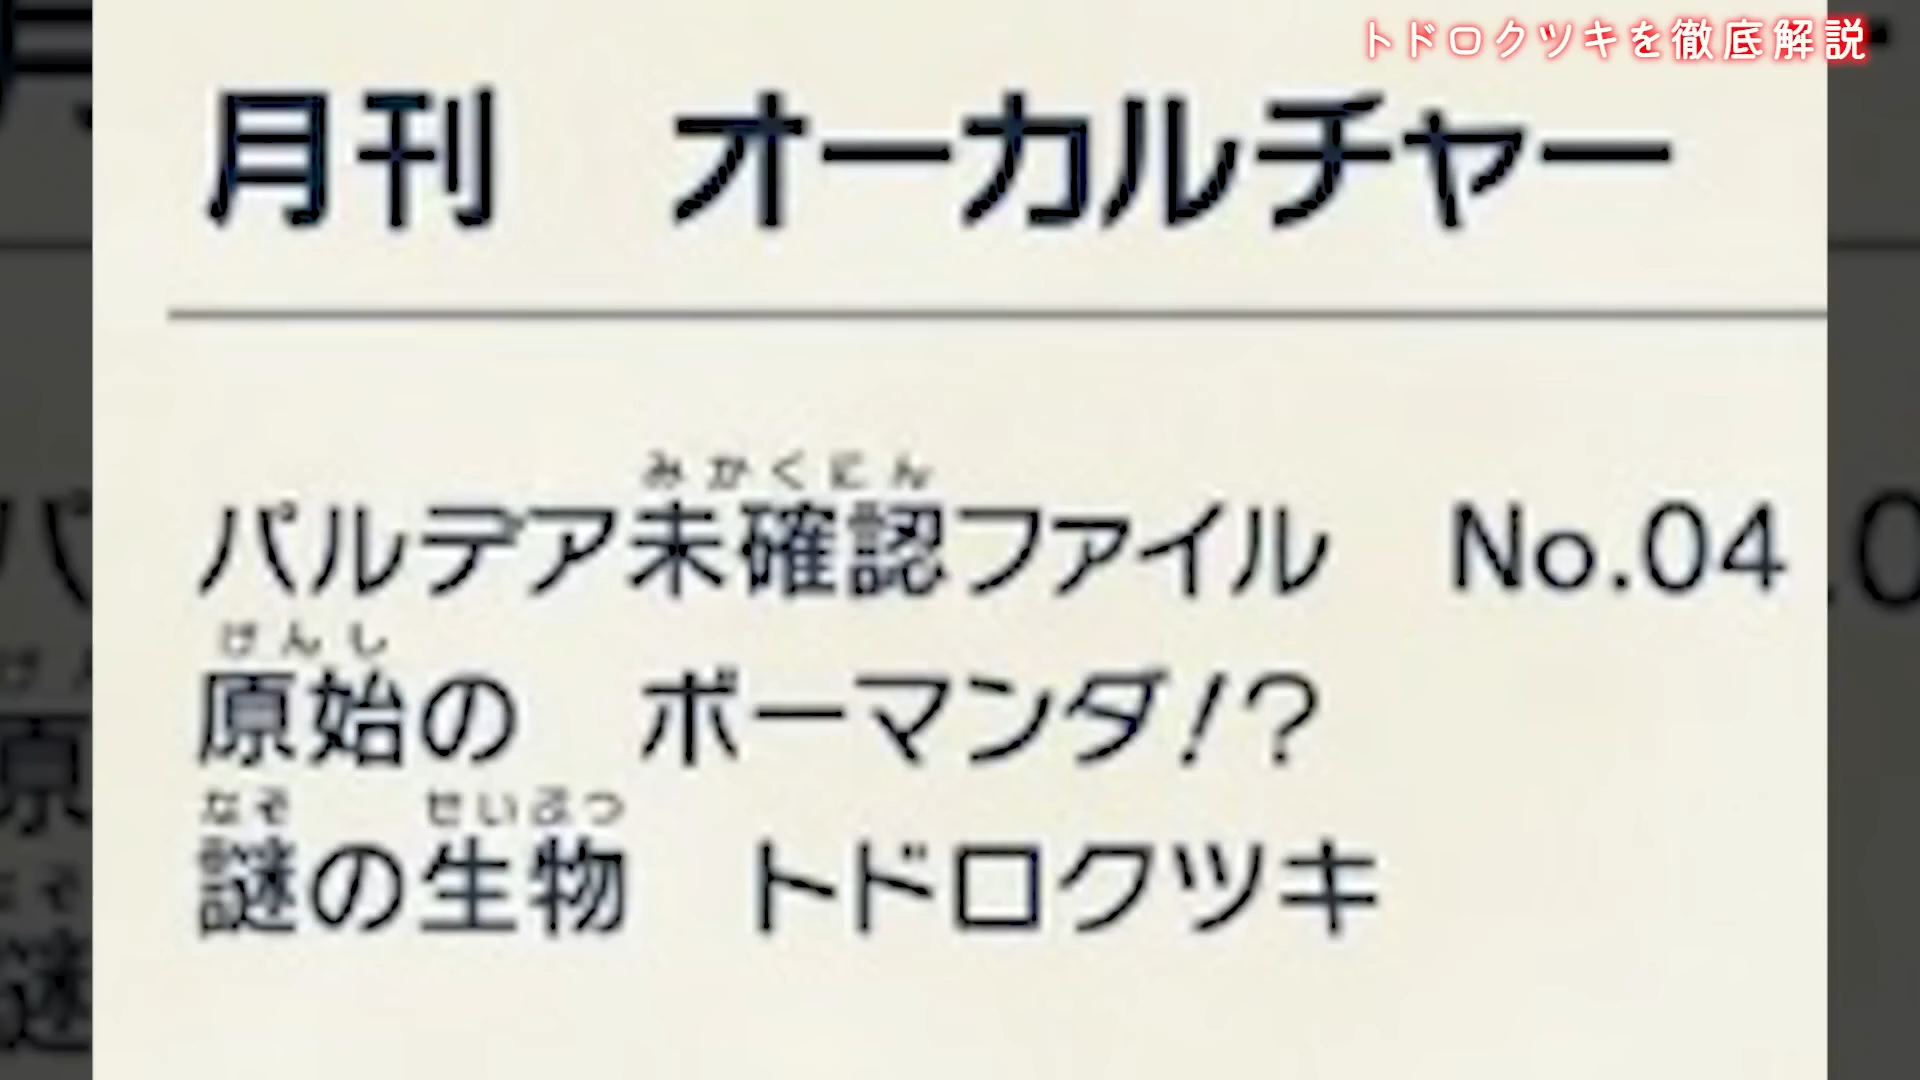 トドロクツキを徹底解説
月刊　オーカルチャー
みかくにん
パルデア未確認ファイル　No.04
げんし
原始の　ボーマンダ!?
なぞ　せいぶつ
謎の生物　トドロクツキ